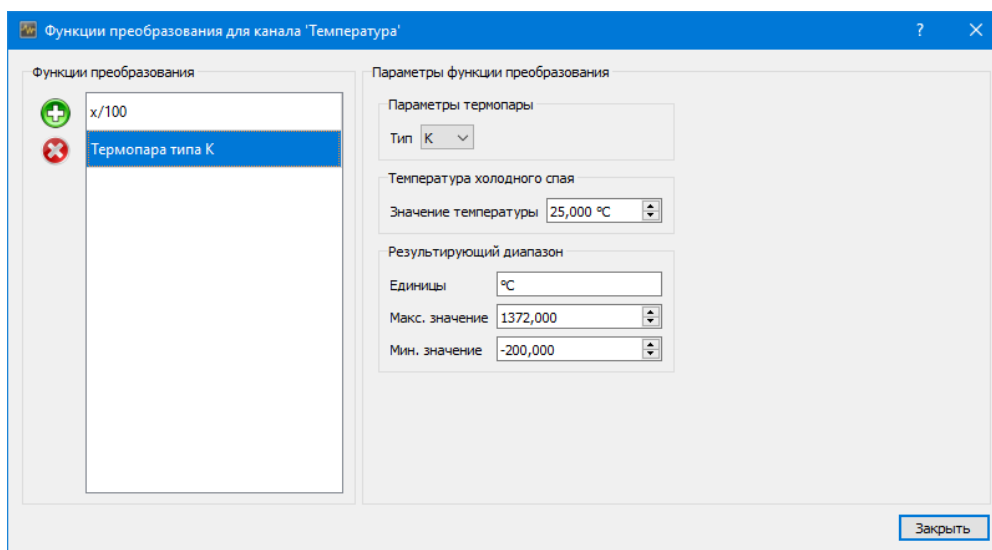 Функции преобразования для канала 'Температура'
?
Функции преобразования
x/100
Термопара типа K
Параметры функции преобразования
Параметры термопары
Тип K
Температура холодного спая
Значение температуры 25,000 °C
Результирующий диапазон
Единицы °C
Макс. значение 1372,000
Мин. значение -200,000
Закрыть